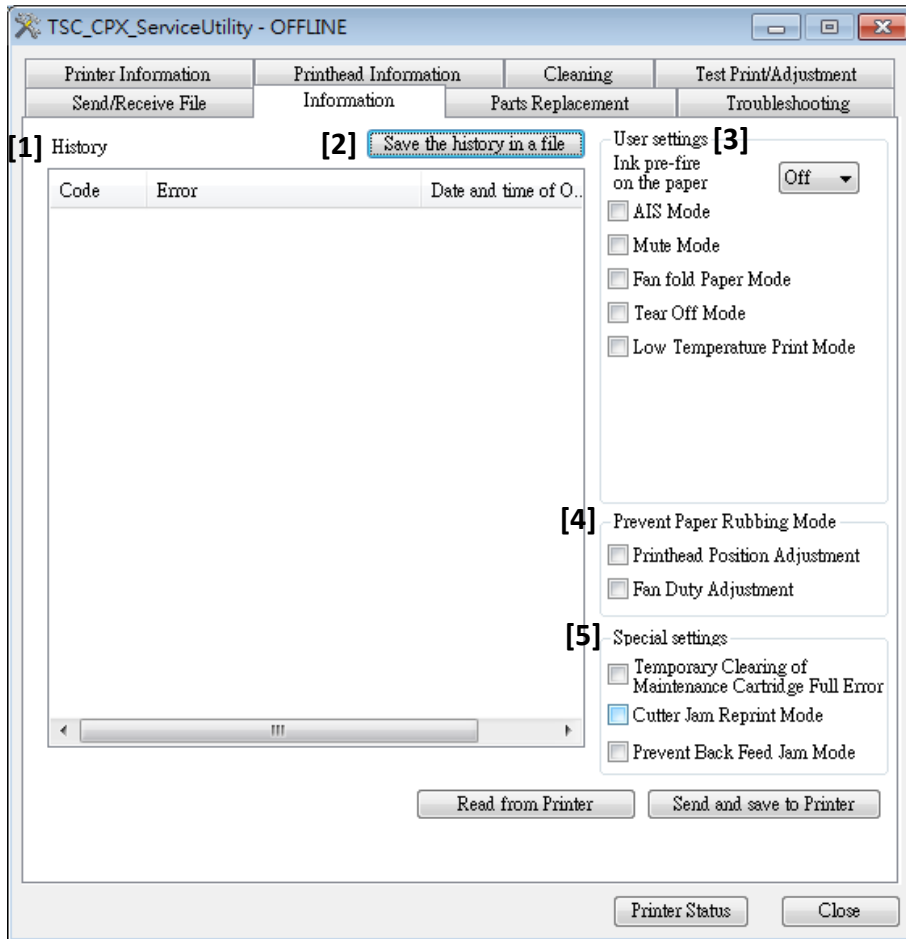 TSC_CPX_ServiceUtility - OFFLINE
Printer Information
Printhead Information
Cleaning
Test Print/Adjustment
Send/Receive File
Information
Parts Replacement
Troubleshooting
[1] History
[2] Save the history in a file
Code
Error
Date and time of O..
User settings [3]
Ink pre-fire
on the paper
Off
AIS Mode
Mute Mode
Fan fold Paper Mode
Tear Off Mode
Low Temperature Print Mode
[4] Prevent Paper Rubbing Mode
Printhead Position Adjustment
Fan Duty Adjustment
[5] Special settings
Temporary Clearing of
Maintenance Cartridge Full Error
Cutter Jam Reprint Mode
Prevent Back Feed Jam Mode
Read from Printer
Send and save to Printer
Printer Status
Close